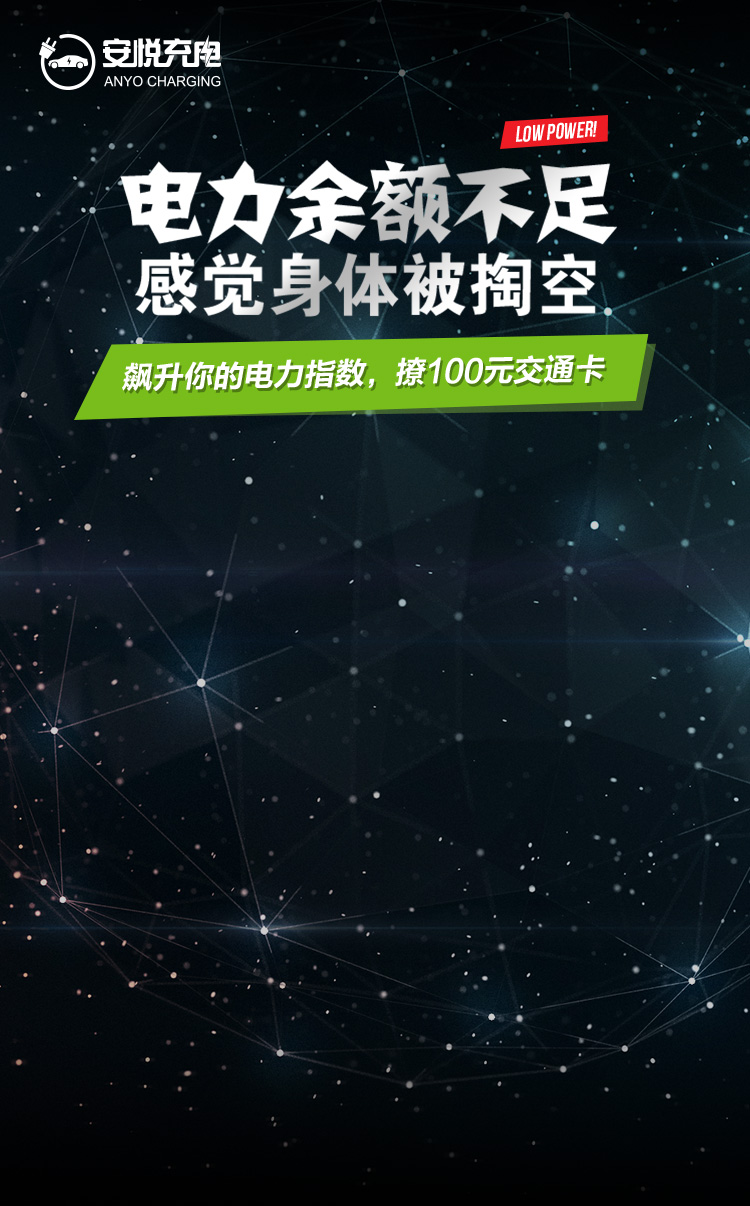 安悦充电
ANYO CHARGING
LOW POWER!
电力余额不足
感觉身体被掏空
飙升你的电力指数，撩100元交通卡